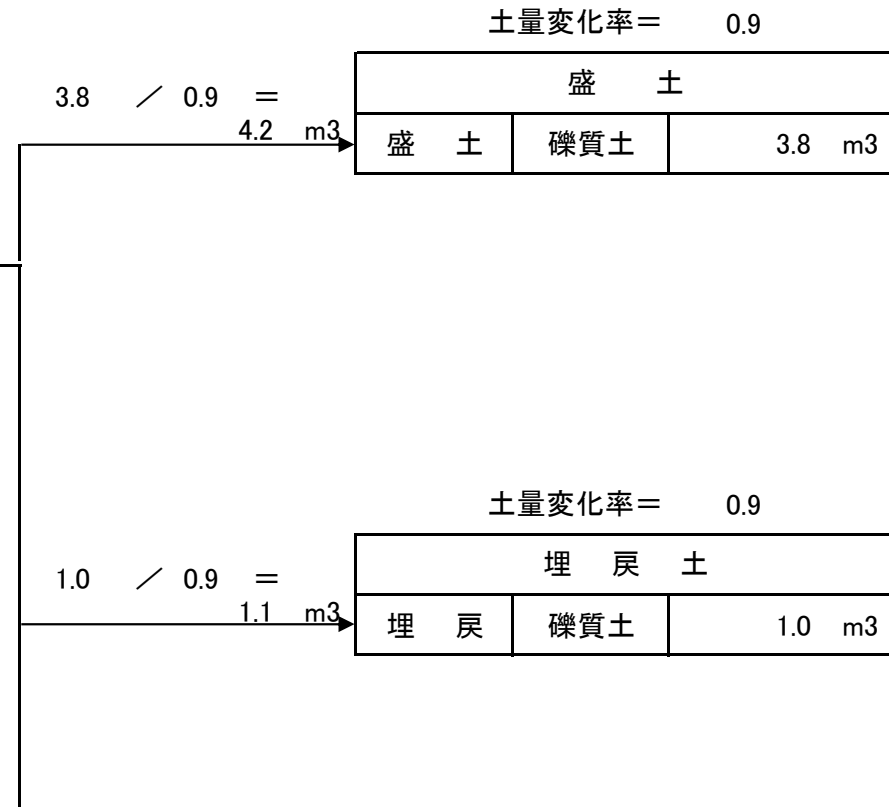 土量変化率＝ 0.9
盛 土
3.8 ／ 0.9 ＝
4.2 m3
盛 土 礫質土 3.8 m3
土量変化率＝ 0.9
埋 戻 土
1.0 ／ 0.9 ＝
1.1 m3
埋 戻 礫質土 1.0 m3